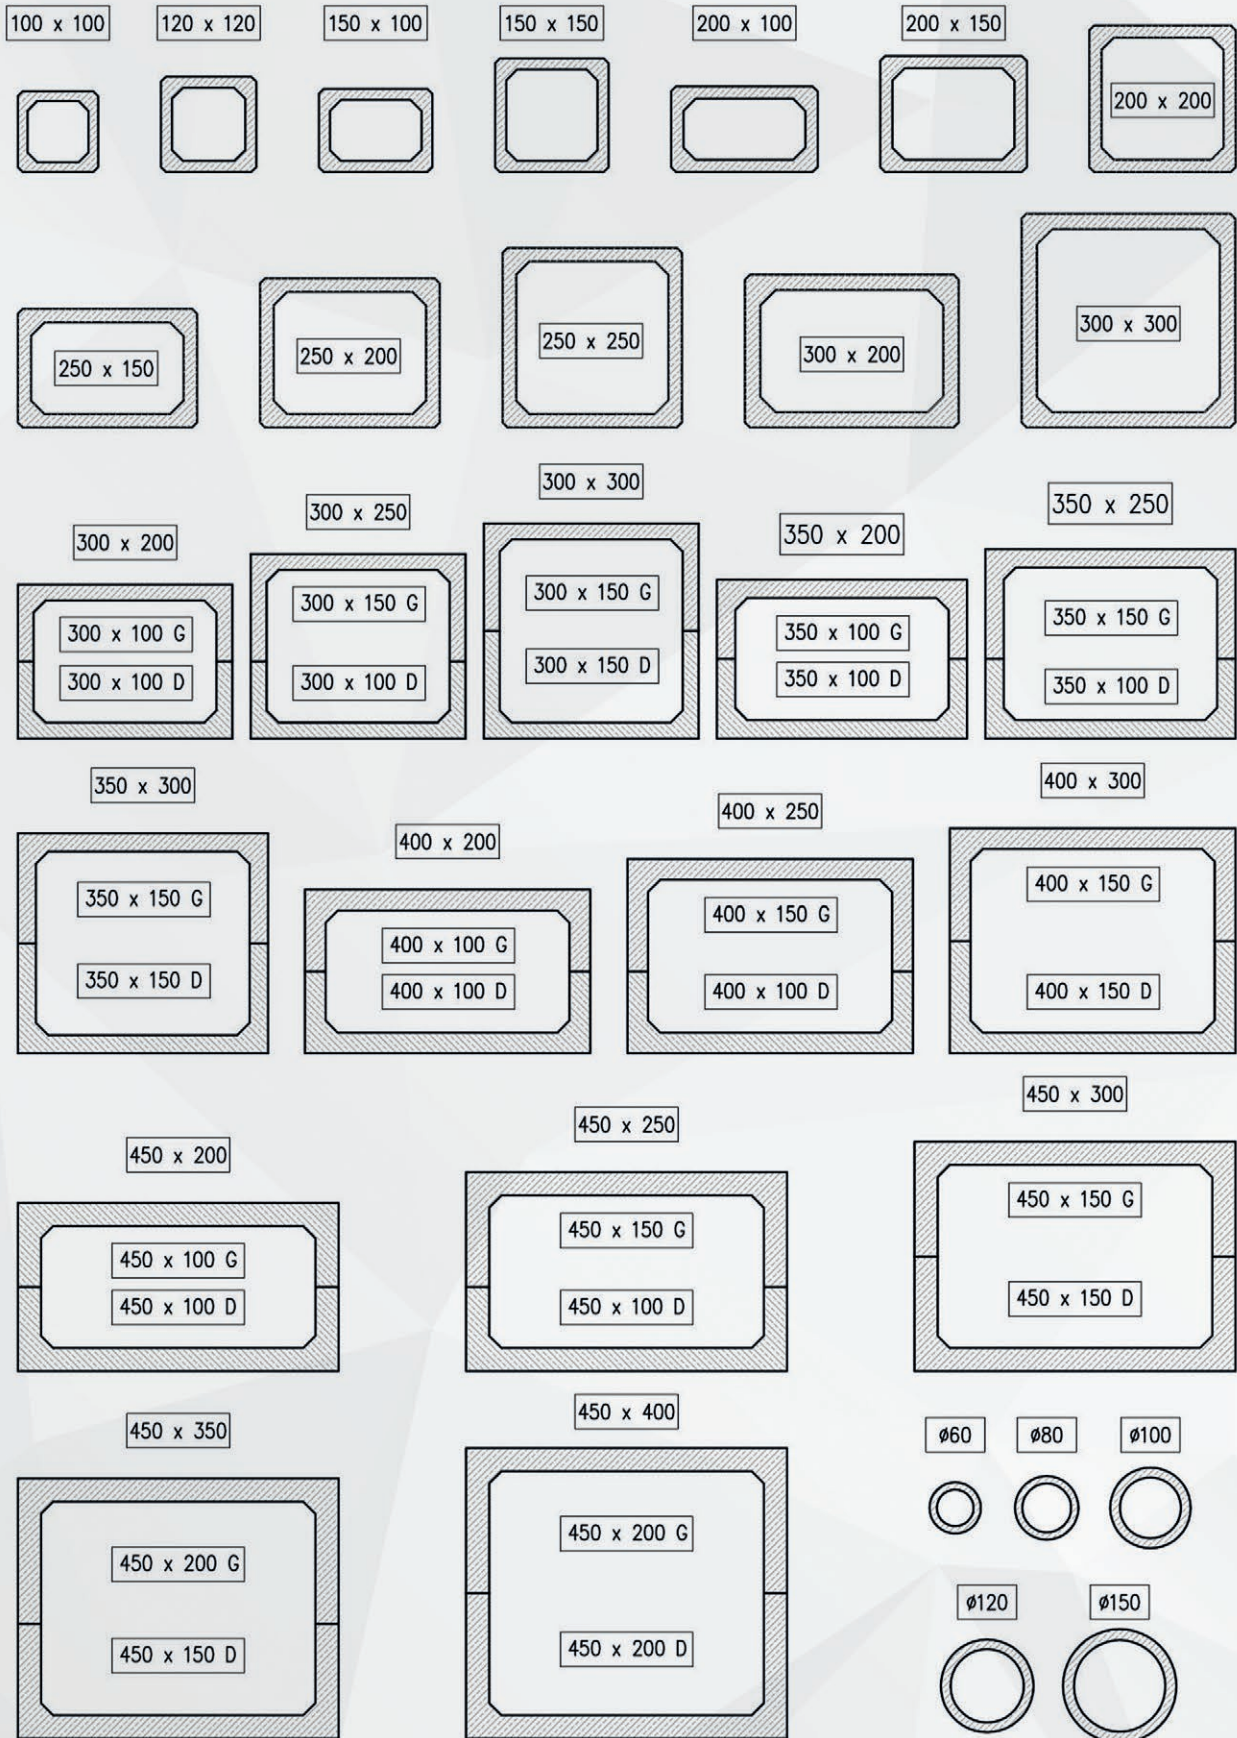 100 x 100
120 x 120
150 x 100
150 x 150
200 x 100
200 x 150
200 x 200
250 x 150
250 x 200
250 x 250
300 x 200
300 x 300
300 x 200
300 x 100 G
300 x 100 D
300 x 250
300 x 150 G
300 x 100 D
300 x 300
300 x 150 G
300 x 150 D
350 x 200
350 x 100 G
350 x 100 D
350 x 250
350 x 150 G
350 x 100 D
350 x 300
350 x 150 G
350 x 150 D
400 x 200
400 x 100 G
400 x 100 D
400 x 250
400 x 150 G
400 x 100 D
400 x 300
400 x 150 G
400 x 150 D
450 x 200
450 x 100 G
450 x 100 D
450 x 250
450 x 150 G
450 x 100 D
450 x 300
450 x 150 G
450 x 150 D
450 x 350
450 x 200 G
450 x 150 D
450 x 400
450 x 200 G
450 x 200 D
ø60
ø80
ø100
ø120
ø150